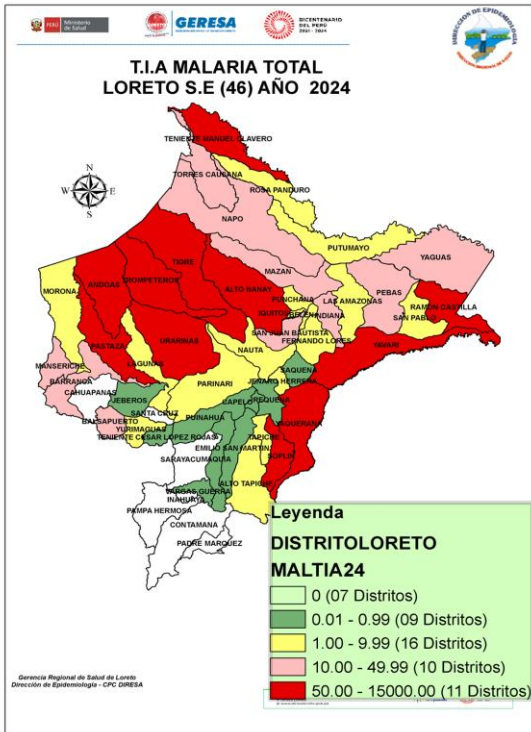 PERÚ
Ministerio
de Salud
GERESA
BICENTENARIO
DEL PERÚ
2021 - 2024
DIRECCION DE EPIDEMIOLOGIA
T.I.A MALARIA TOTAL
LORETO S.E (46) AÑO 2024
TENIENTE MANUEL CLAVERO
TORRES CAUSANA
ROSA PANDURO
NAPO
PUTUMAYO
YAGUAS
N
W E
S
TIGRE
MAZAN
MORONA
ANDOAS
TROMPETEROS
ALTO NANAY
PUNCHANA
LAS AMAZONAS
PEBAS
RAMON CASTILLA
IQUITOS
BELEN
INDIANA
SAN PABLO
SAN JUAN BAUTISTA
FERNANDO LORES
PASTAZA
URARINAS
YAVARI
MANSERICHE
LAGUNAS
NAUTA
SAQUENA
BARRANCA
CAHUAPANAS
PARINARI
JENARO HERRERA
JEBEROS
CAPELO
REQUENA
SANTA CRUZ
PUINAHUA
YAQUERANA
BALSAPUERTO
YURIMAGUAS
TENIENTE CESAR LOPEZ ROJAS
TAPICHE
EMILIO SAN MARTIN
SOPLIN
SARAYACU
MAQUIA
ALTO TAPICHE
VARGAS GUERRA
INAHUAYA
PAMPA HERMOSA
CONTAMANA
PADRE MARQUEZ
Leyenda
DISTRITOLORETO
MALTIA24
0 (07 Distritos)
0.01 - 0.99 (09 Distritos)
1.00 - 9.99 (16 Distritos)
10.00 - 49.99 (10 Distritos)
50.00 - 15000.00 (11 Distritos)
Gerencia Regional de Salud de Loreto
Dirección de Epidemiología - CPC DIRESA